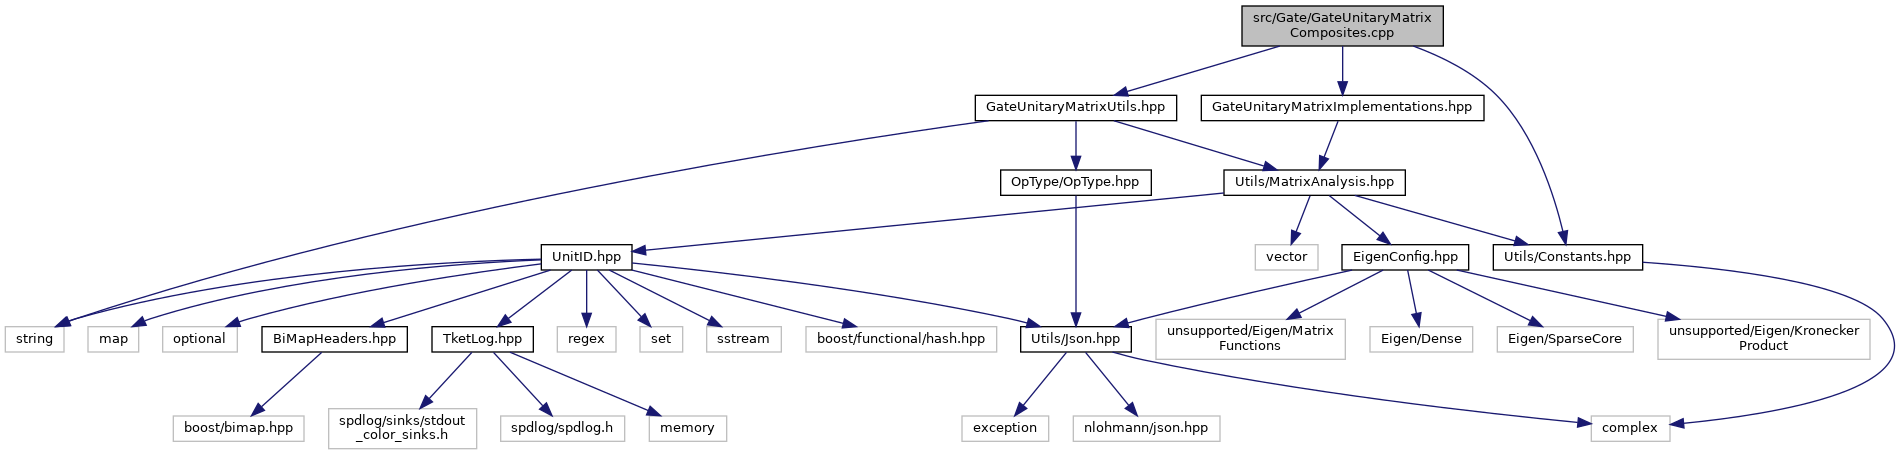 src/Gate/GateUnitaryMatrix
Composites.cpp
GateUnitaryMatrixUtils.hpp
GateUnitaryMatrixImplementations.hpp
OpType/OpType.hpp
Utils/MatrixAnalysis.hpp
UnitID.hpp
vector
EigenConfig.hpp
Utils/Constants.hpp
string
map
optional
BiMapHeaders.hpp
TketLog.hpp
regex
set
sstream
boost/functional/hash.hpp
Utils/Json.hpp
unsupported/Eigen/Matrix
Functions
Eigen/Dense
Eigen/SparseCore
unsupported/Eigen/Kronecker
Product
boost/bimap.hpp
spdlog/sinks/stdout
_color_sinks.h
spdlog/spdlog.h
memory
exception
nlohmann/json.hpp
complex